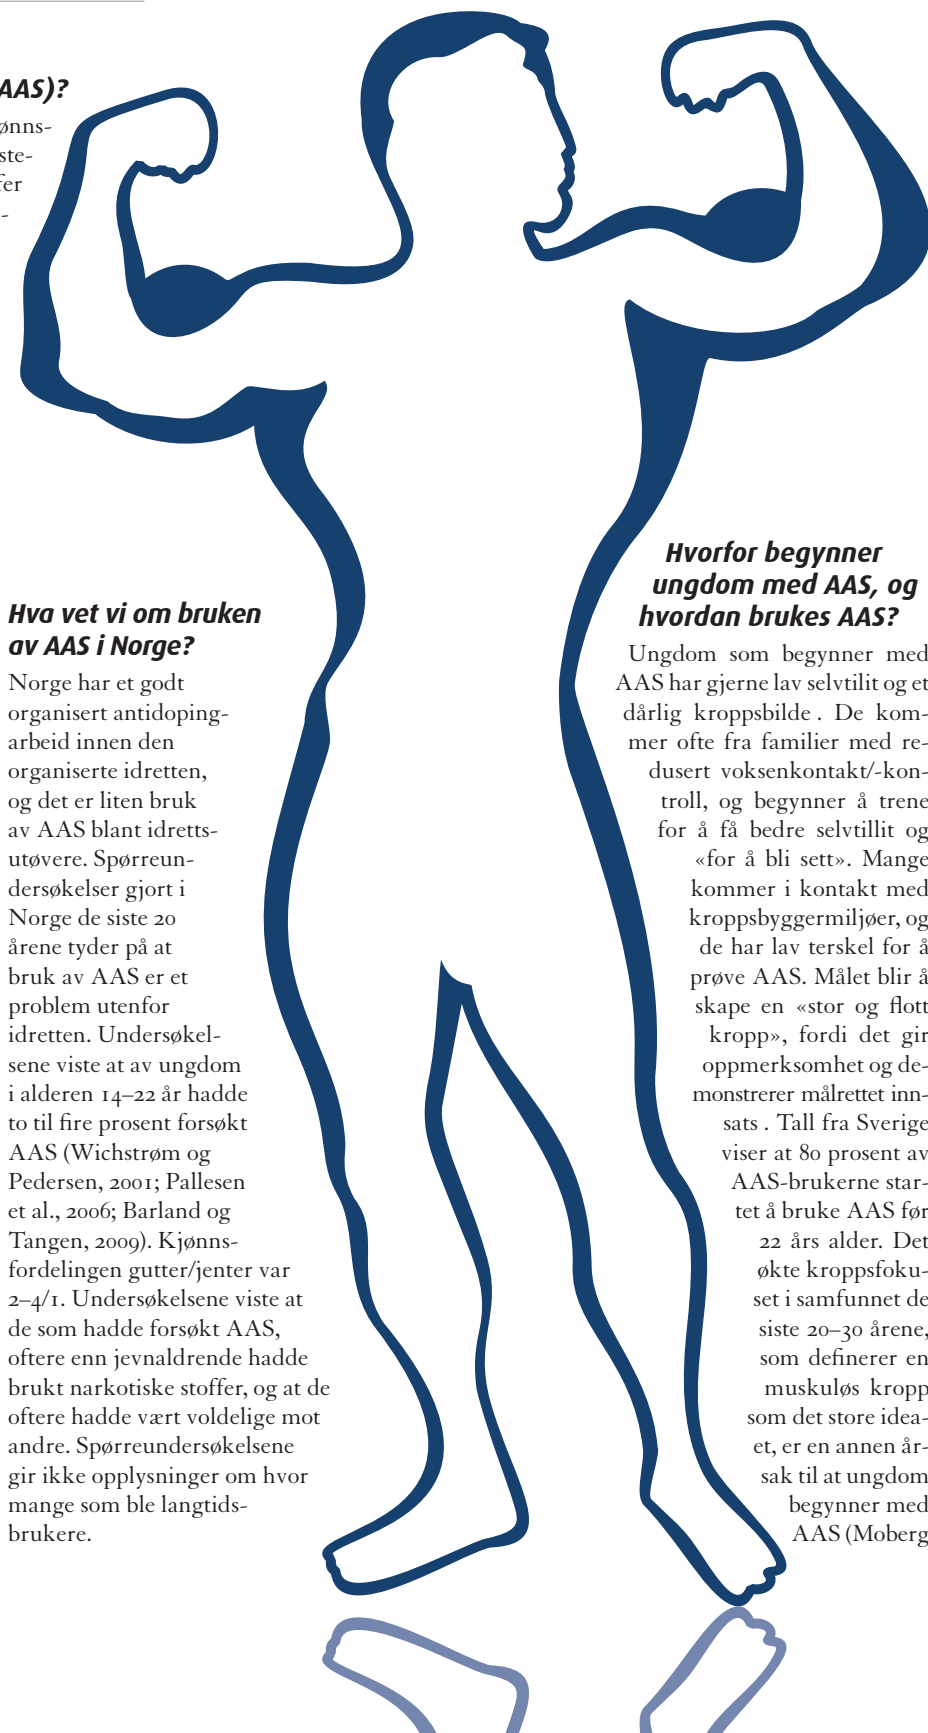 AAS)?
ønns-
ste-
fer
-
Hva vet vi om bruken
av AAS i Norge?
Norge har et godt
organisert antidoping-
arbeid innen den
organiserte idretten,
og det er liten bruk
av AAS blant idretts-
utøvere. Spørreun-
dersøkelser gjort i
Norge de siste 20
årene tyder på at
bruk av AAS er et
problem utenfor
idretten. Undersøkel-
sene viste at av ungdom
i alderen 14–22 år hadde
to til fire prosent forsøkt
AAS (Wichstrøm og
Pedersen, 2001; Pallesen
et al., 2006; Barland og
Tangen, 2009). Kjønns-
fordelingen gutter/jenter var
2–4/1. Undersøkelsene viste at
de som hadde forsøkt AAS,
oftere enn jevnaldrende hadde
brukt narkotiske stoffer, og at de
oftere hadde vært voldelige mot
andre. Spørreundersøkelsene
gir ikke opplysninger om hvor
mange som ble langtids-
brukere.
Hvorfor begynner
ungdom med AAS, og
hvordan brukes AAS?
Ungdom som begynner med
AAS har gjerne lav selvtilit og et
dårlig kroppsbilde . De kom-
mer ofte fra familier med re-
dusert voksenkontakt/-kon-
troll, og begynner å trene
for å få bedre selvtillit og
«for å bli sett». Mange
kommer i kontakt med
kroppsbyggermiljøer, og
de har lav terskel for å
prøve AAS. Målet blir å
skape en «stor og flott
kropp», fordi det gir
oppmerksomhet og de-
monstrerer målrettet inn-
sats . Tall fra Sverige
viser at 80 prosent av
AAS-brukerne star-
tet å bruke AAS før
22 års alder. Det
økte kroppsfoku-
set i samfunnet de
siste 20–30 årene,
som definerer en
muskuløs kropp
som det store idea-
et, er en annen år-
sak til at ungdom
begynner med
AAS (Moberg